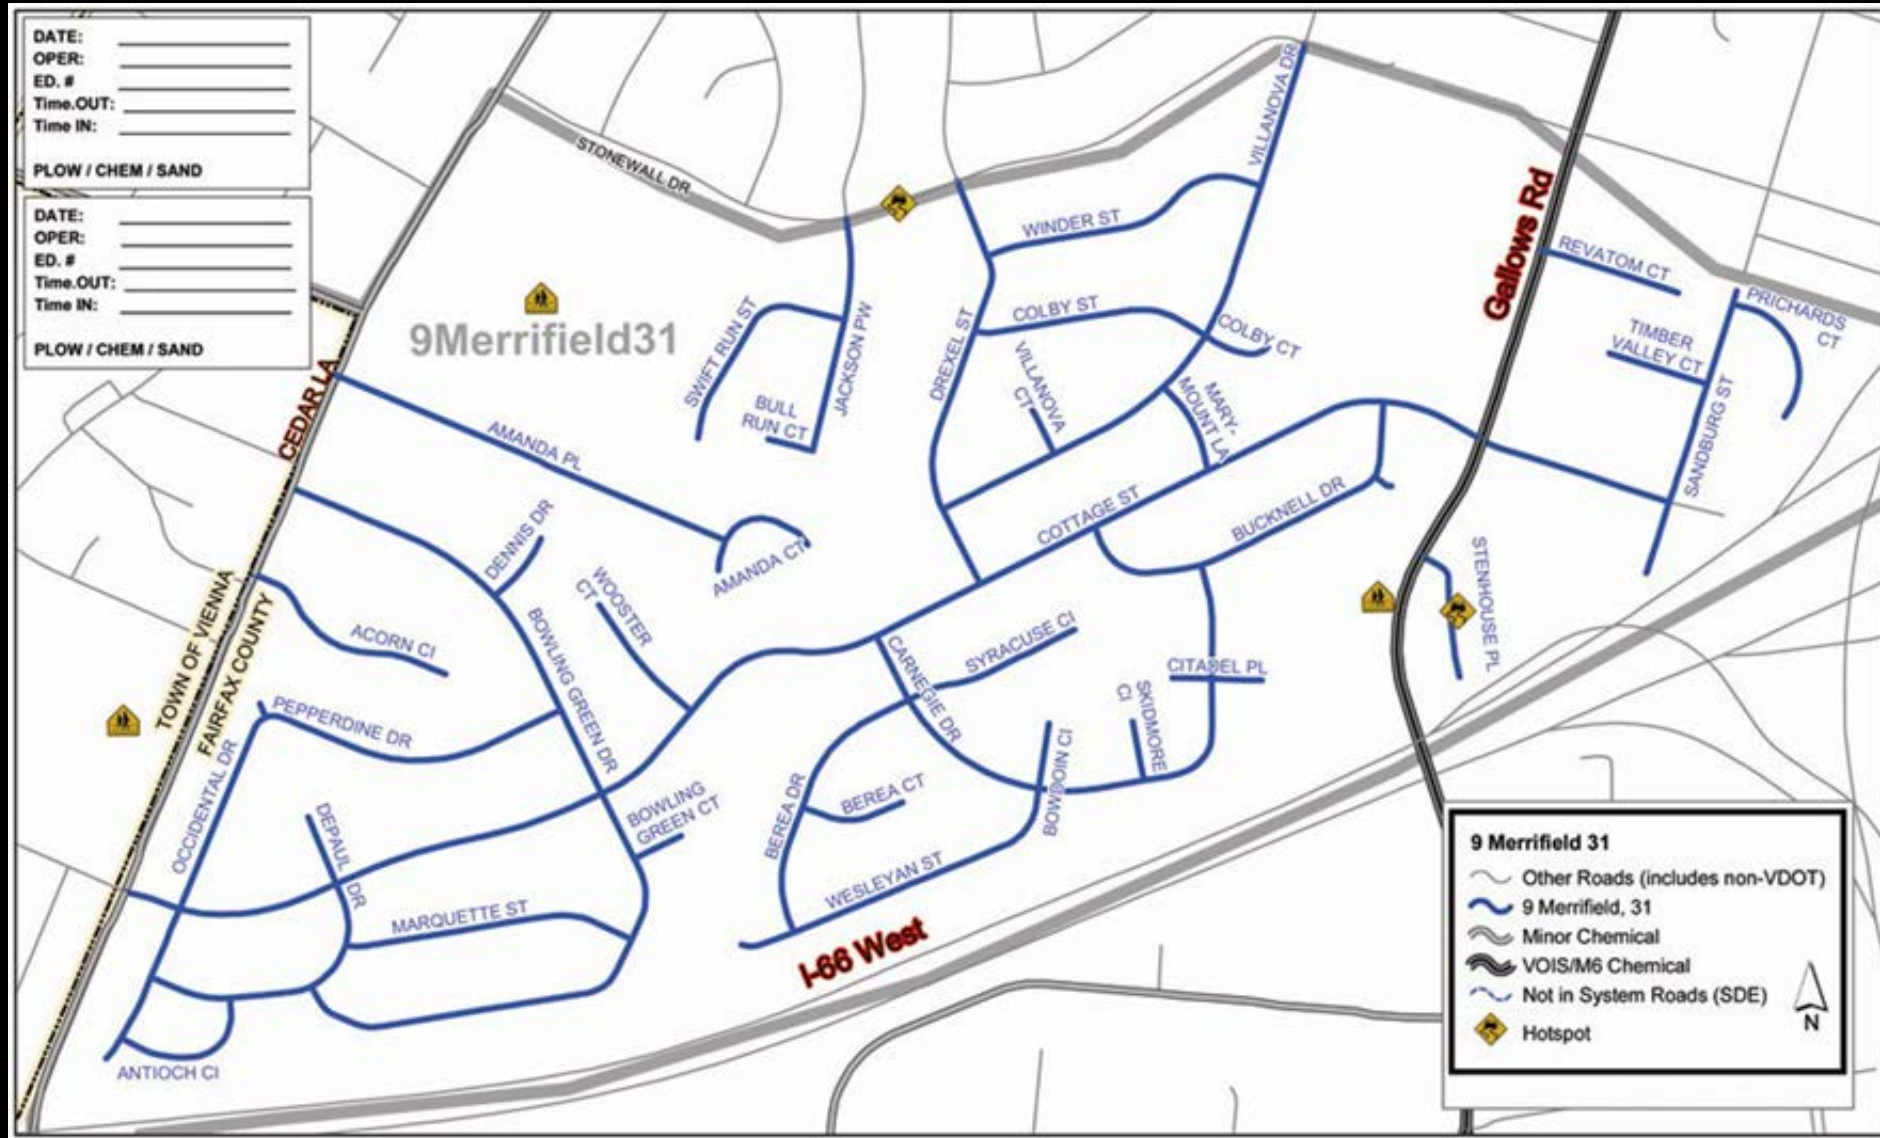 DATE:
OPER:
ED. #
Time.OUT:
Time IN:
PLOW / CHEM / SAND
DATE:
OPER:
ED. #
Time.OUT:
Time IN:
PLOW / CHEM / SAND
STONEWALL DR
VILLANOVA DR
WINDER ST
Gallows Rd
REVATOM CT
PRICHARDS
CT
TIMBER
VALLEY CT
SANDBURG ST
9Merrifield31
SWIFT RUN ST
JACKSON PW
BULL
RUN CT
DREXEL ST
COLBY ST
COLBY CT
VILLANOVA
CT
MARY-
MOUNT LA
CEDAR LA
AMANDA PL
AMANDA CT
COTTAGE ST
BUCKNELL DR
DENNIS DR
WOOSTER
CT
STENHOUSE PL
TOWN OF VIENNA
FAIRFAX COUNTY
ACORN CI
BOWLING GREEN DR
CARNEGIE DR
SYRACUSE CI
CITADEL PL
SKIDMORE
CI
PEPPERDINE DR
OCCIDENTAL DR
BOWDOIN CI
DEPAUL DR
BOWLING
GREEN CT
BEREA DR
BEREA CT
WESLEYAN ST
MARQUETTE ST
I-66 West
ANTIOCH CI
9 Merrifield 31
Other Roads (includes non-VDOT)
9 Merrifield, 31
Minor Chemical
VOIS/M6 Chemical
Not in System Roads (SDE)
Hotspot
N